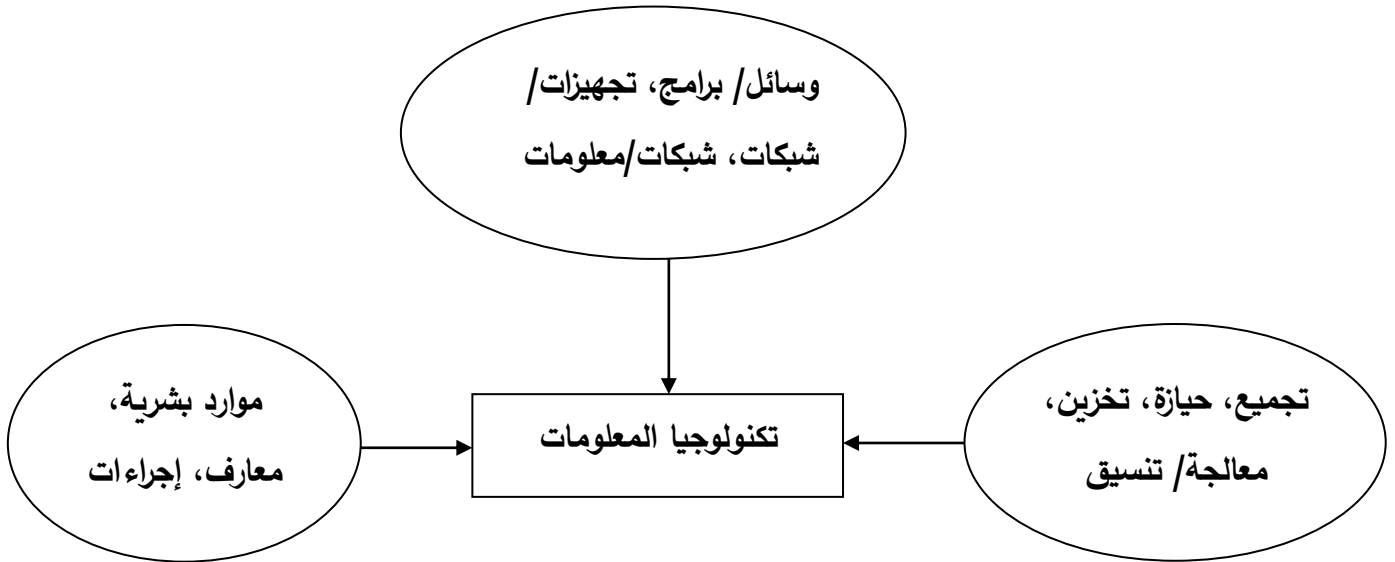 وسائل/ برامج، تجهيزات/
شبكات، شبكات/معلومات
تجميع، حيازة، تخزين،
معالجة/ تنسيق
تكنولوجيا المعلومات
موارد بشرية،
معارف، إجراءات